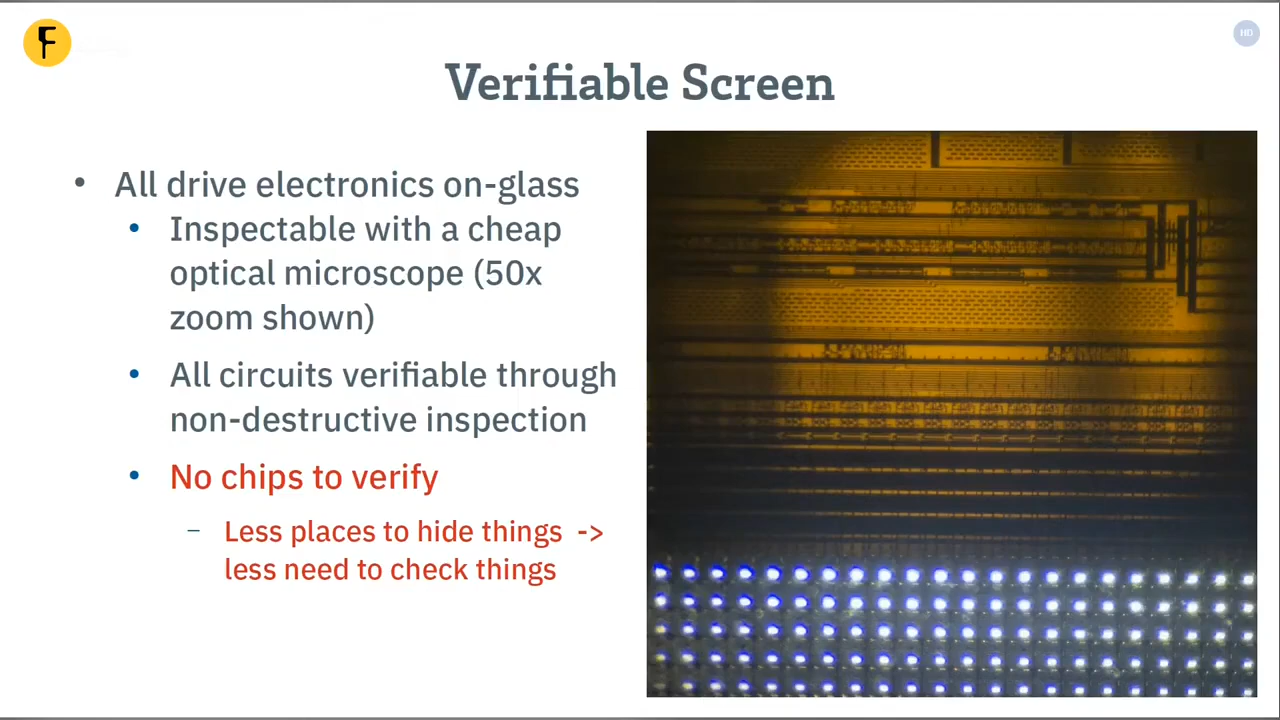 F
HD
Verifiable Screen
• All drive electronics on-glass
• Inspectable with a cheap
optical microscope (50x
zoom shown)
• All circuits verifiable through
non-destructive inspection
• No chips to verify
– Less places to hide things ->
less need to check things